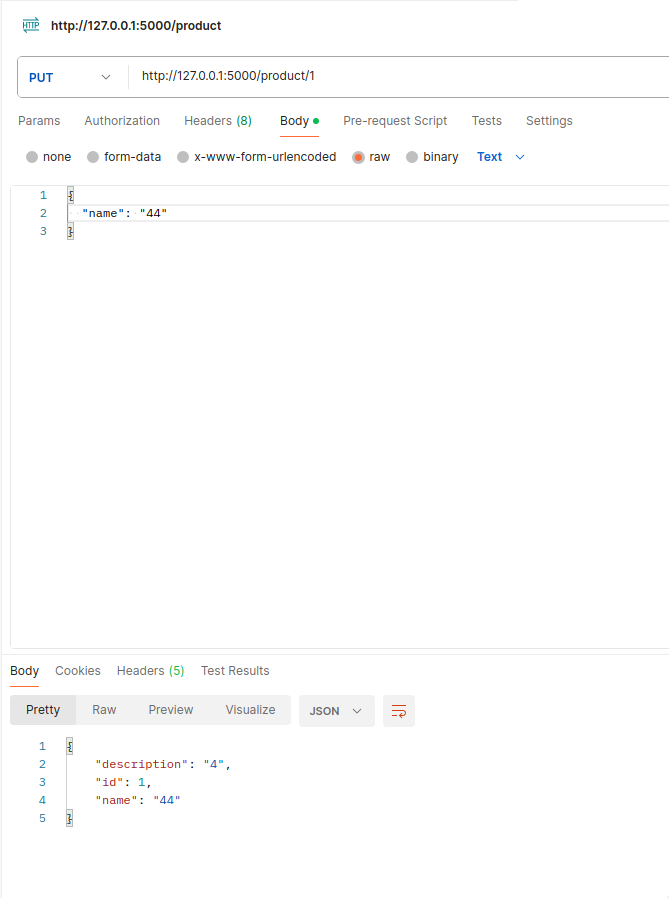 HTTP http://127.0.0.1:5000/product
PUT http://127.0.0.1:5000/product/1
Params Authorization Headers (8) Body Pre-request Script Tests Settings
none form-data x-www-form-urlencoded raw binary Text
1 {
2 "name": "44"
3 }
Body Cookies Headers (5) Test Results
Pretty Raw Preview Visualize JSON
1 {
2 "description": "4",
3 "id": 1,
4 "name": "44"
5 }